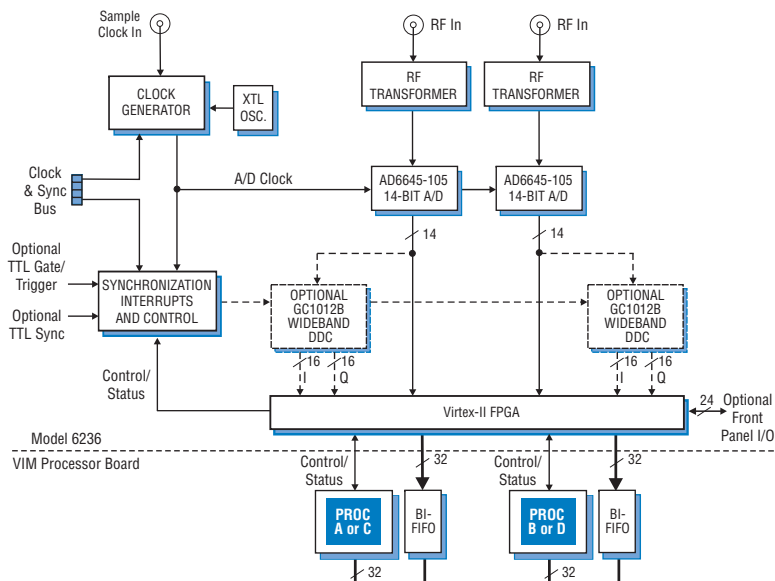 Sample
Clock In
RF In
RF In
CLOCK
GENERATOR
XTL
OSC.
RF
TRANSFORMER
RF
TRANSFORMER
Clock
& Sync
Bus
A/D Clock
AD6645-105
14-BIT A/D
AD6645-105
14-BIT A/D
14
14
Optional
TTL Gate/
Trigger
Optional
TTL Sync
SYNCHRONIZATION
INTERRUPTS
AND CONTROL
OPTIONAL
GC1012B
WIDEBAND
DDC
OPTIONAL
GC1012B
WIDEBAND
DDC
16
16
I
Q
16
16
I
Q
Control/
Status
Virtex-II FPGA
24
Optional
Front
Panel I/O
Model 6236
VIM Processor Board
Control/
Status
32
Control/
Status
32
PROC
A or C
BI-
FIFO
PROC
B or D
BI-
FIFO
32
32